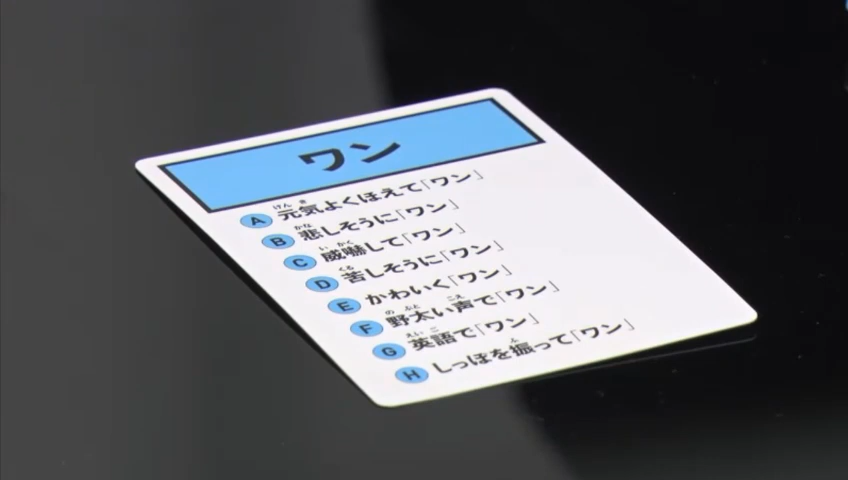 ワン
A 元気よくほえて「ワン」
B 悲しそうに「ワン」
C 威嚇して「ワン」
D 苦しそうに「ワン」
E かわいく「ワン」
F 野太い声で「ワン」
G 英語で「ワン」
H しっぽを振って「ワン」